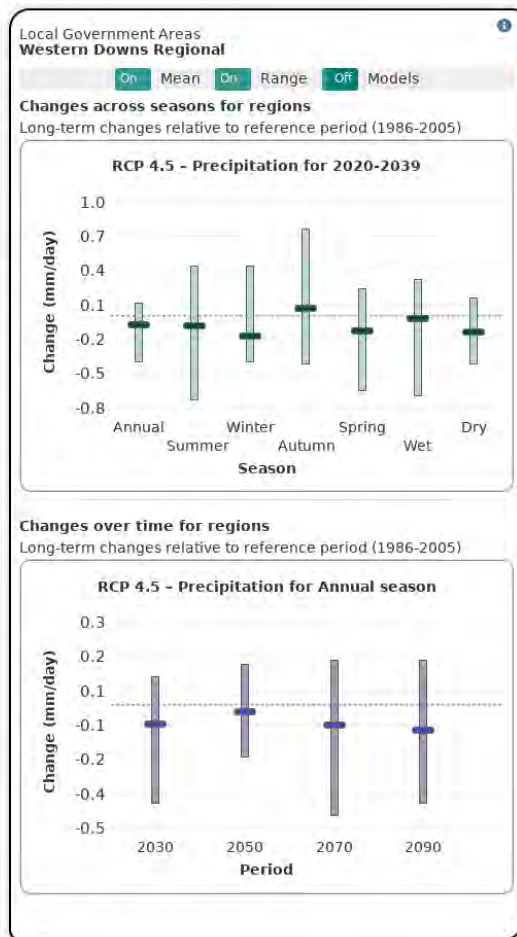 Local Government Areas
Western Downs Regional
On Mean On Range Off Models
Changes across seasons for regions
Long-term changes relative to reference period (1986-2005)
RCP 4.5 – Precipitation for 2020-2039
Change (mm/day)
1.0
0.7
0.4
0.1
-0.2
-0.5
-0.8
Annual Winter Spring Dry
Summer Autumn Wet
Season
Changes over time for regions
Long-term changes relative to reference period (1986-2005)
RCP 4.5 – Precipitation for Annual season
Change (mm/day)
0.3
0.2
0.1
-0.1
-0.2
-0.4
-0.5
2030 2050 2070 2090
Period